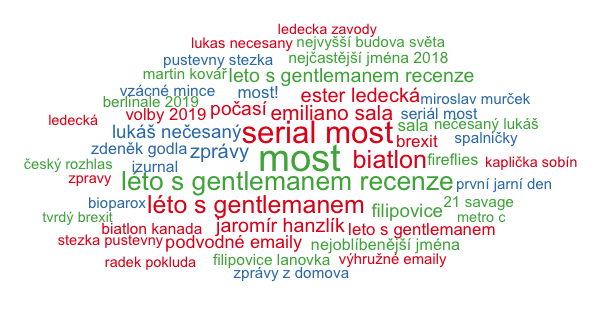 ledecka zavody
lukas necesany nejvyšší budova světa
pustevny stezka nejčastější jména 2018
martin kovář leto s gentlemanem recenze
vzácné mince most! ester ledecká miroslav murček
berlinale 2019 volby 2019 počasí emiliano sala seriál most
ledecká lukáš nečesaný serial most sala nečesaný lukáš
zdeněk godla zprávy brexit spalníčky
český rozhlas izurnal most biatlon fireflies kaplička sobín
zpravy léto s gentlemanem recenze první jarní den
bioparox léto s gentlemanem filipovice 21 savage
tvrdý brexit metro c
biatlon kanada jaromír hanzlík leto s gentlemanem
stezka pustevny podvodné emaily nejoblíbenější jména
radek pokluda filipovice lanovka výhružné emaily
zprávy z domova